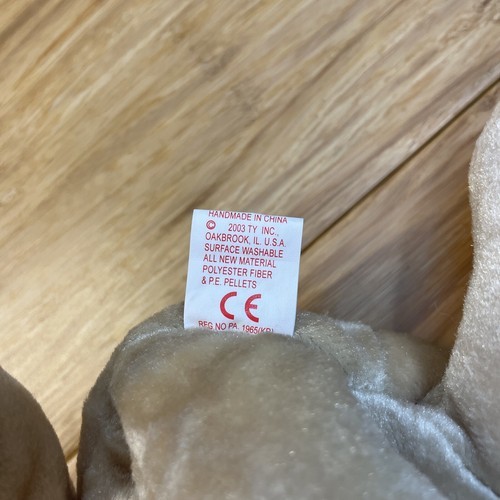 HANDMADE IN CHINA
© 2003 TY INC.,
OAKBROOK, IL. U.S.A.
SURFACE WASHABLE
ALL NEW MATERIAL
POLYESTER FIBER
& P.E. PELLETS
CE
REG NO PA. 1965(KR)